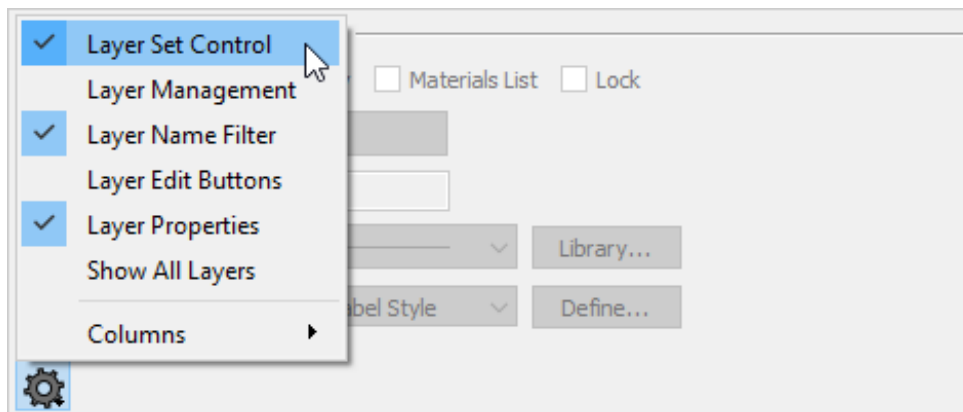 Layer Set Control
Layer Management
Materials List
Lock
Layer Name Filter
Layer Edit Buttons
Layer Properties
Library...
Show All Layers
Style
Define...
Columns